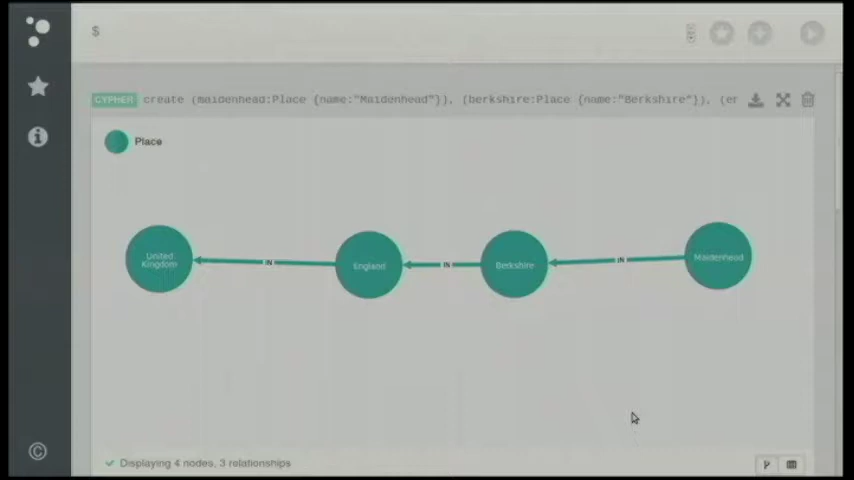 $
CYPHER create (maidenhead:Place {name:"Maidenhead"}), (berkshire:Place {name:"Berkshire"}), (er
Place
United
Kingdom
IN
England
IN
Berkshire
IN
Maidenhead
©
Displaying 4 nodes, 3 relationships